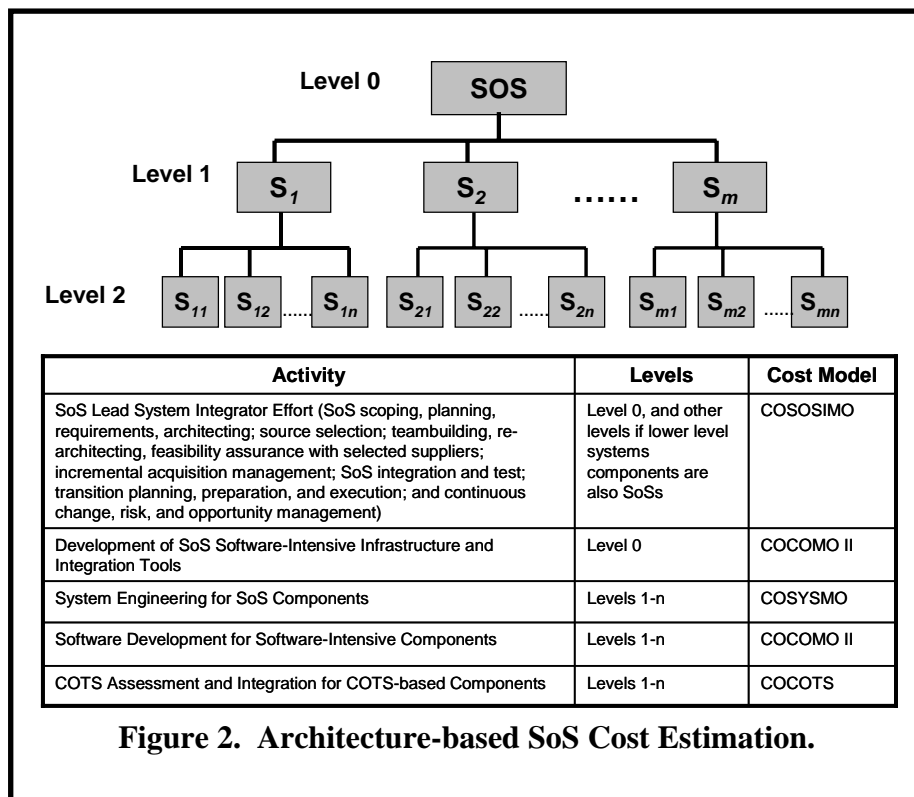 Level 0
SOS
Level 1
S1
S2
......
Sm
Level 2
S11
S12
......
S1n
S21
S22
......
S2n
Sm1
Sm2
......
Smn
Activity
Levels
Cost Model
SoS Lead System Integrator Effort (SoS scoping, planning,
requirements, architecting; source selection; teambuilding, re-
architecting, feasibility assurance with selected suppliers;
incremental acquisition management; SoS integration and test;
transition planning, preparation, and execution; and continuous
change, risk, and opportunity management)
Level 0, and other
levels if lower level
systems
components are
also SoSs
COSOSIMO
Development of SoS Software-Intensive Infrastructure and
Integration Tools
Level 0
COCOMO II
System Engineering for SoS Components
Levels 1-n
COSYSMO
Software Development for Software-Intensive Components
Levels 1-n
COCOMO II
COTS Assessment and Integration for COTS-based Components
Levels 1-n
COCOTS
Figure 2. Architecture-based SoS Cost Estimation.